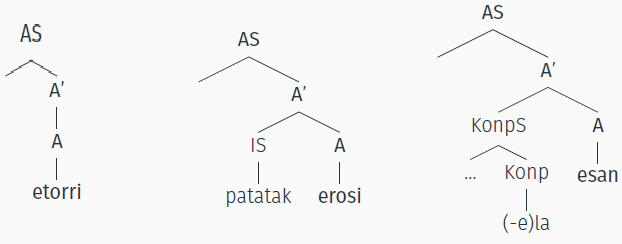 AS
A′
A
etorri
AS
A′
IS A
patatak erosi
AS
A′
KonpS A
... Konp esan
(-e)la